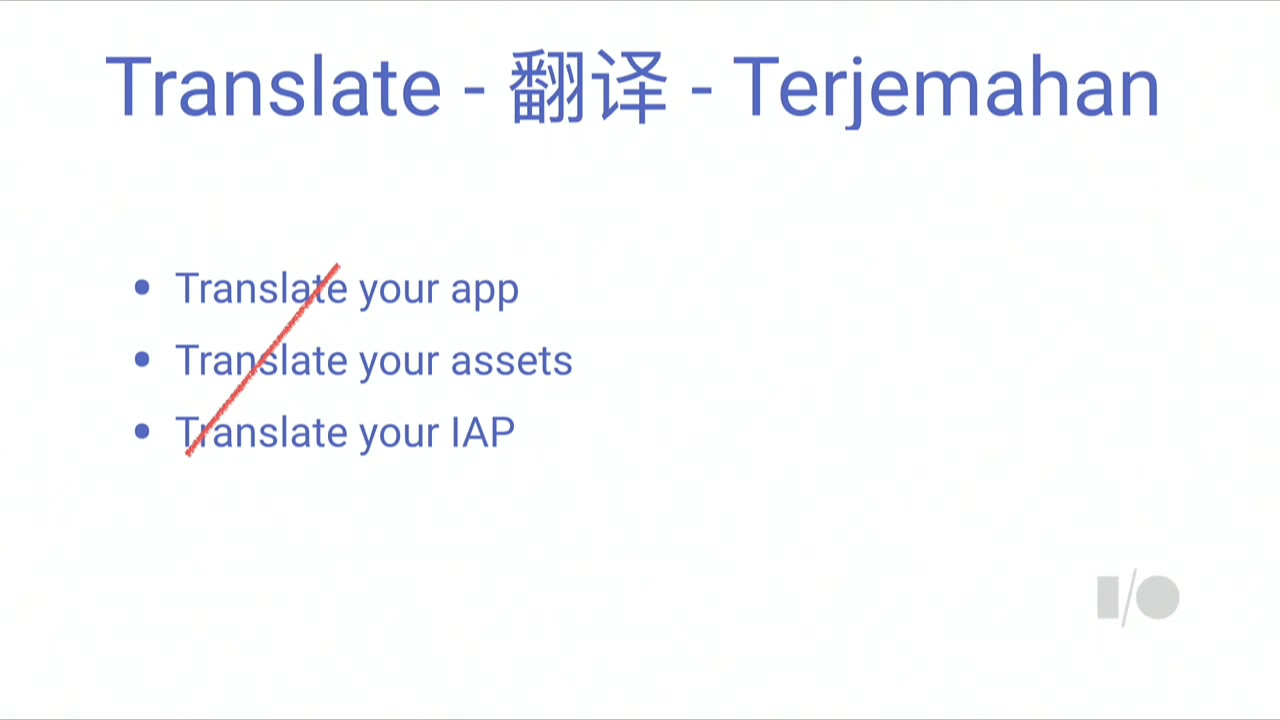 Translate - 翻译 - Terjemahan
• Translate your app
• Translate your assets
• Translate your IAP
I/O